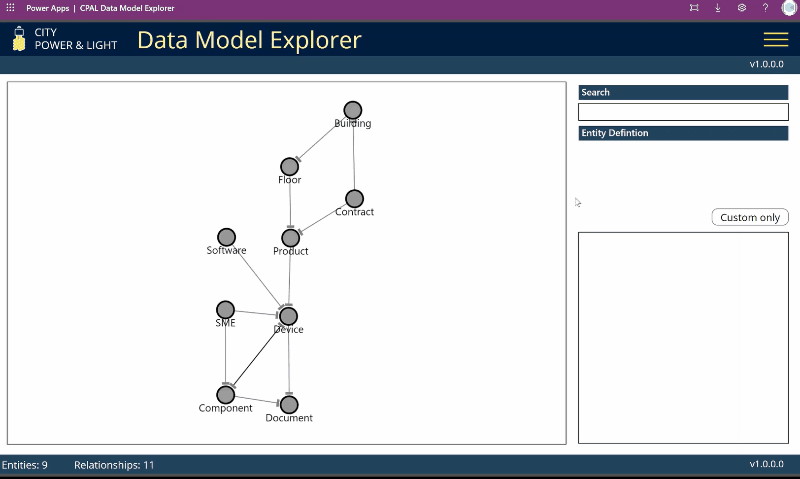 Power Apps | CPAL Data Model Explorer
CITY
POWER & LIGHT
Data Model Explorer
v1.0.0.0
Search
Entity Defintion
Custom only
Building
Floor
Contract
Software
Product
SME
Device
Component
Document
Entities: 9
Relationships: 11
v1.0.0.0